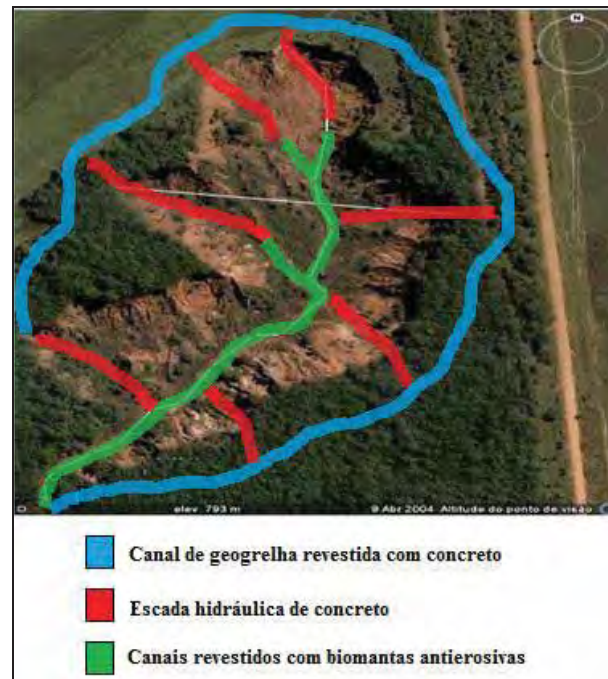 N
elev. 793 m
9 Abr 2004 Altitude do ponto de visão
Canal de geogrelha revestida com concreto
Escada hidráulica de concreto
Canais revestidos com biomantas antierosivas